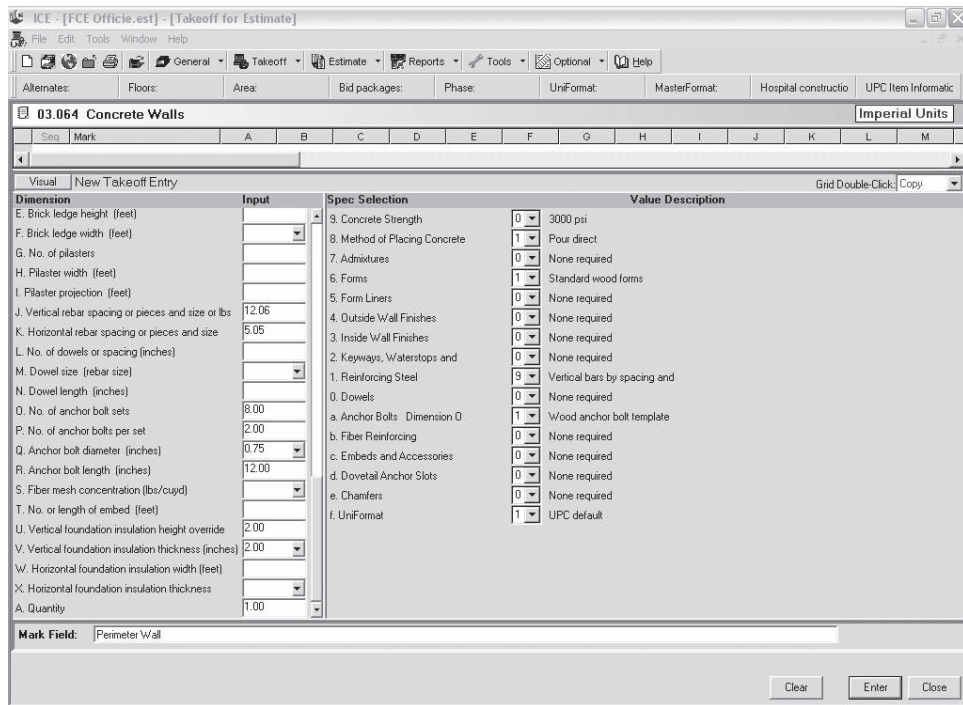 ICE - [FCE Officie.est] - [Takeoff for Estimate]
File Edit Tools Window Help
General Takeoff Estimate Reports Tools Optional Help
Alternates: Floors: Area: Bid packages: Phase: UniFormat: MasterFormat: Hospital constructio UPC Item Informatic
03.064 Concrete Walls Imperial Units
Seq Mark A B C D E F G H I J K L M
Visual New Takeoff Entry Grid Double-Click: Copy
Dimension Input Spec Selection Value Description
E. Brick ledge height (feet)
F. Brick ledge width (feet)
G. No. of pilasters
H. Pilaster width (feet)
I. Pilaster projection (feet)
J. Vertical rebar spacing or pieces and size or lbs 12.06
K. Horizontal rebar spacing or pieces and size 5.05
L. No. of dowels or spacing (inches)
M. Dowel size (rebar size)
N. Dowel length (inches)
O. No. of anchor bolt sets 8.00
P. No. of anchor bolts per set 2.00
Q. Anchor bolt diameter (inches) 0.75
R. Anchor bolt length (inches) 12.00
S. Fiber mesh concentration (lbs/cuyd)
T. No. or length of embed (feet)
U. Vertical foundation insulation height override 2.00
V. Vertical foundation insulation thickness (inches) 2.00
W. Horizontal foundation insulation width (feet)
X. Horizontal foundation insulation thickness
A. Quantity 1.00
9. Concrete Strength 0 3000 psi
8. Method of Placing Concrete 1 Pour direct
7. Admixtures 0 None required
6. Forms 1 Standard wood forms
5. Form Liners 0 None required
4. Outside Wall Finishes 0 None required
3. Inside Wall Finishes 0 None required
2. Keyways, Waterstops and 0 None required
1. Reinforcing Steel 9 Vertical bars by spacing and
0. Dowels 0 None required
a. Anchor Bolts Dimension O 1 Wood anchor bolt template
b. Fiber Reinforcing 0 None required
c. Embeds and Accessories 0 None required
d. Dovetail Anchor Slots 0 None required
e. Chamfers 0 None required
f. UniFormat 1 UPC default
Mark Field: Perimeter Wall
Clear Enter Close